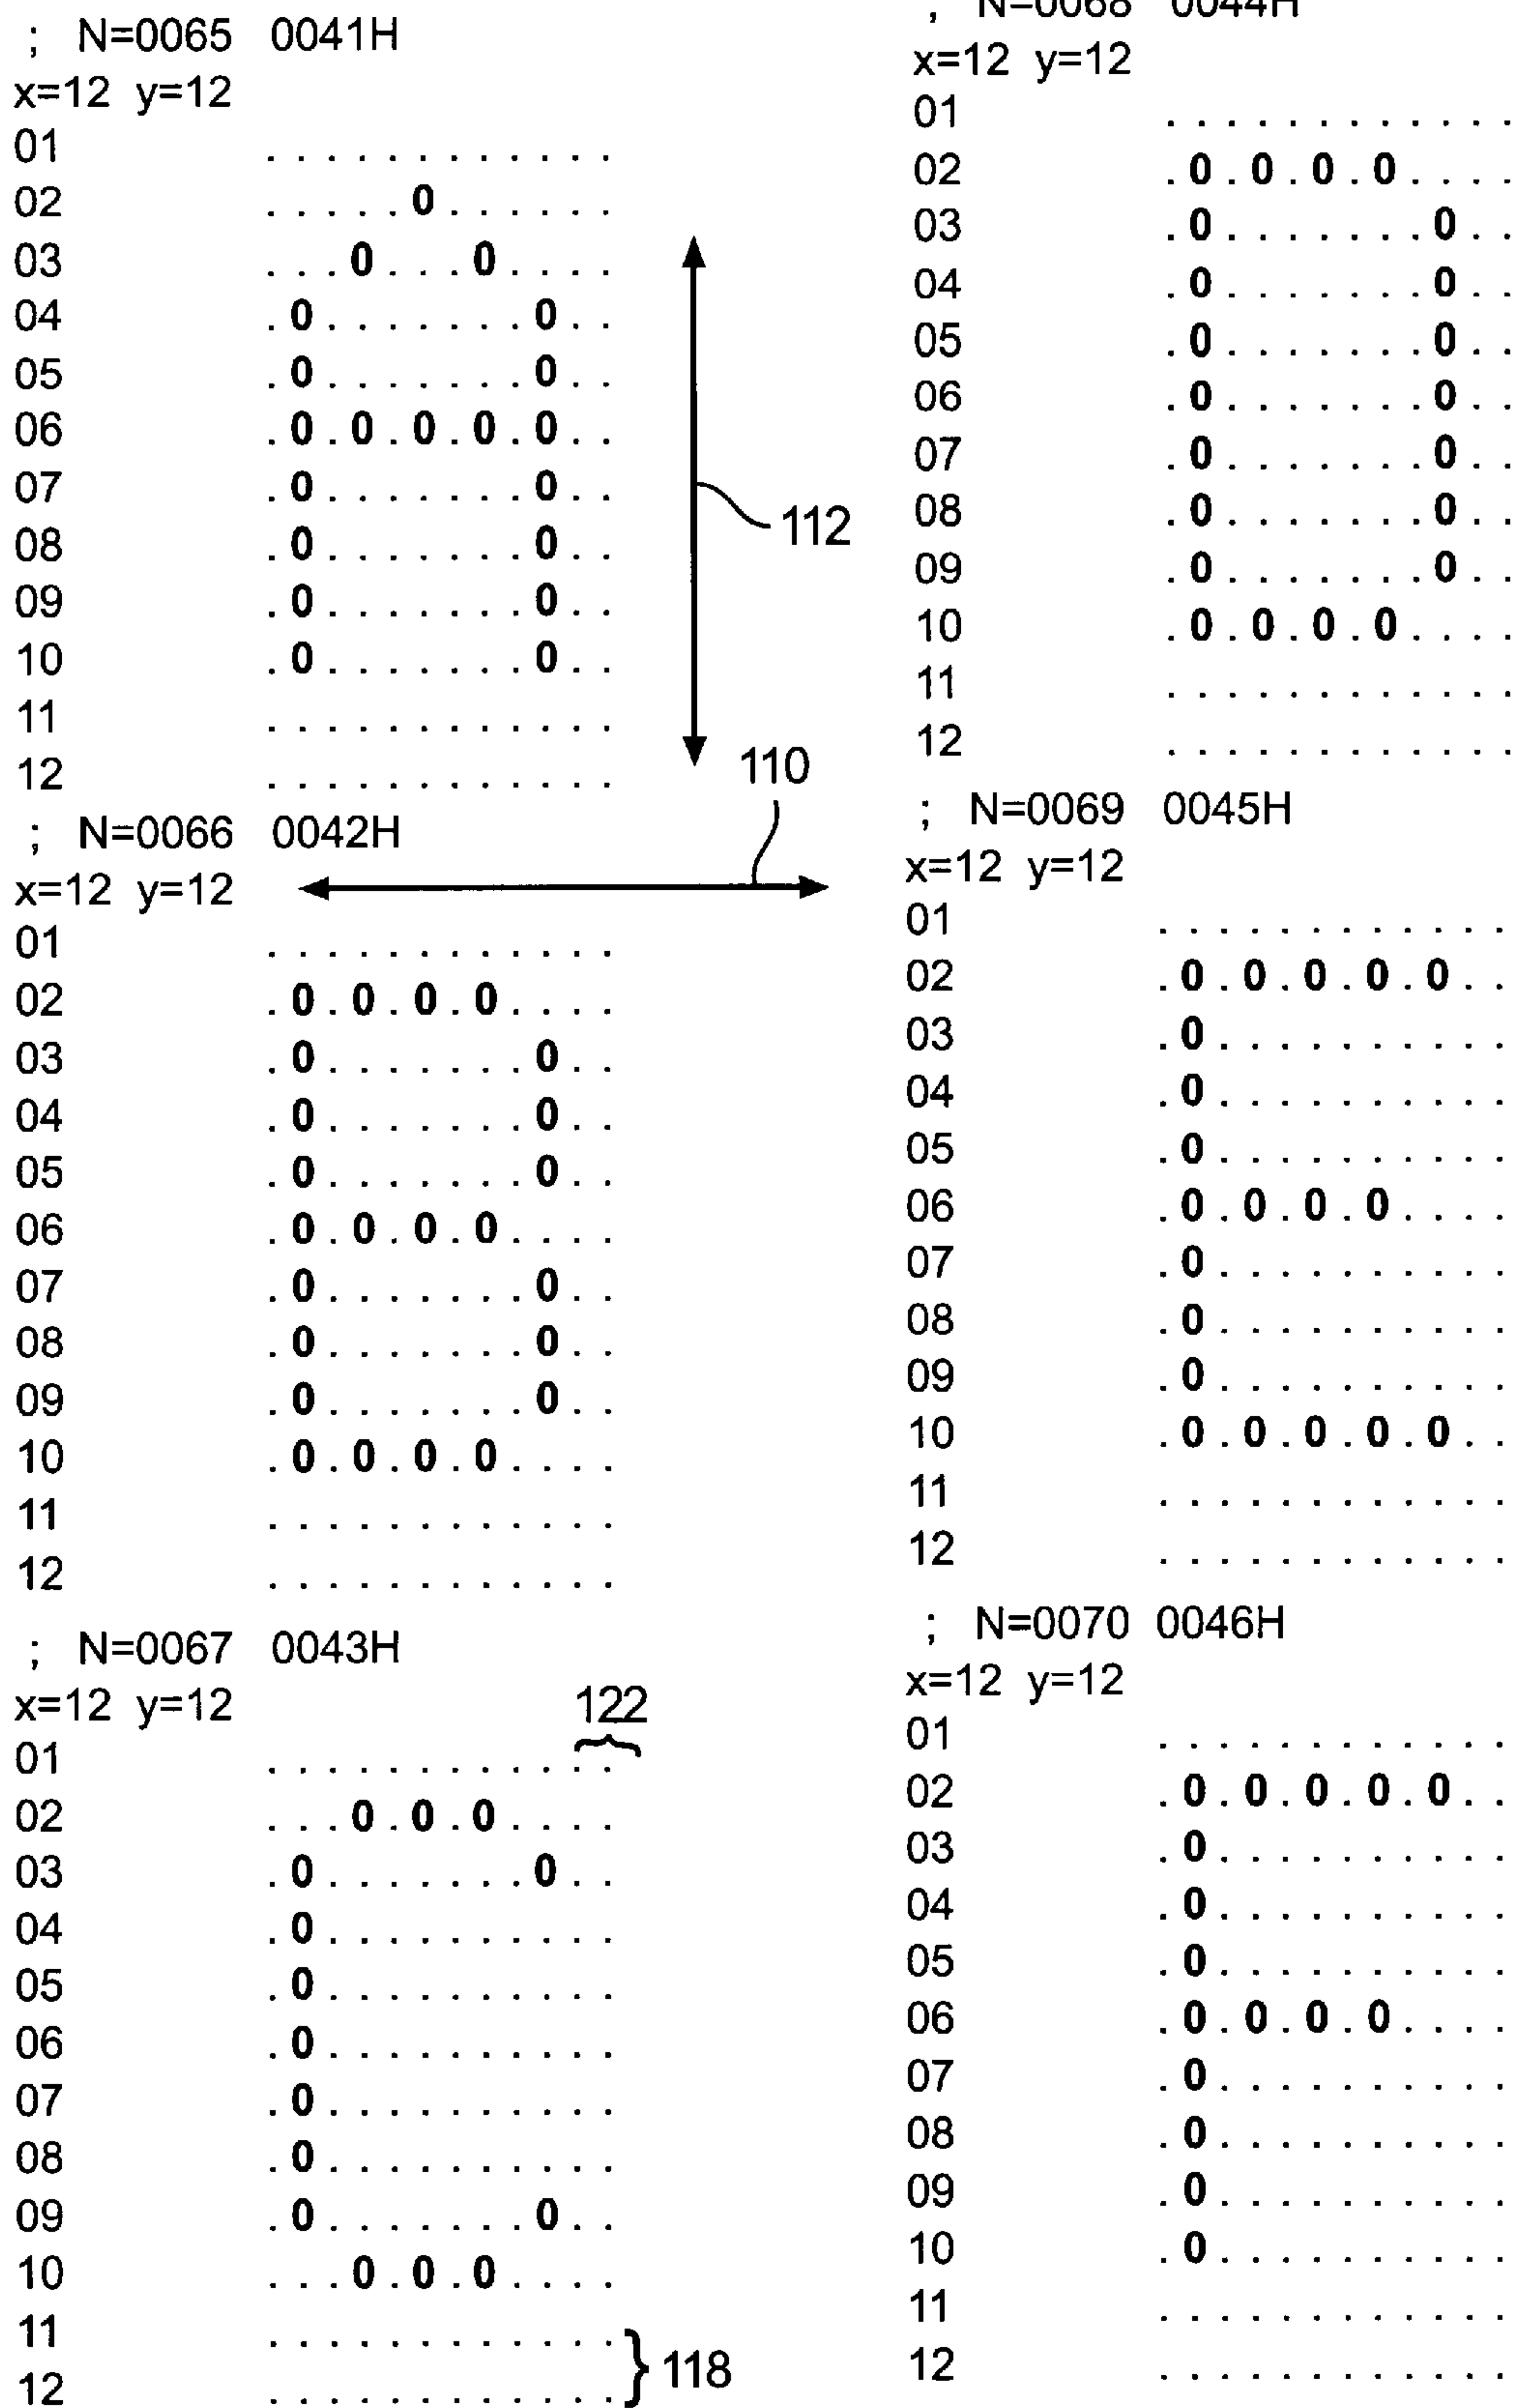 ; N=0065 0041H
x=12 y=12
01 . . . . . . . . . . . .
02 . . . . . 0 . . . . . .
03 . . . 0 . . . 0 . . . .
04 . 0 . . . . . . . 0 . .
05 . 0 . . . . . . . 0 . .
06 . 0 . 0 . 0 . 0 . 0 . .
07 . 0 . . . . . . . 0 . .
08 . 0 . . . . . . . 0 . .
09 . 0 . . . . . . . 0 . .
10 . 0 . . . . . . . 0 . .
11 . . . . . . . . . . . .
12 . . . . . . . . . . . .
112
110
; N=0066 0042H
x=12 y=12
01 . . . . . . . . . . . .
02 . 0 . 0 . 0 . 0 . . . .
03 . 0 . . . . . . . 0 . .
04 . 0 . . . . . . . 0 . .
05 . 0 . . . . . . . 0 . .
06 . 0 . 0 . 0 . 0 . . . .
07 . 0 . . . . . . . 0 . .
08 . 0 . . . . . . . 0 . .
09 . 0 . . . . . . . 0 . .
10 . 0 . 0 . 0 . 0 . . . .
11 . . . . . . . . . . . .
12 . . . . . . . . . . . .
; N=0067 0043H
x=12 y=12
122
01 . . . . . . . . . . . .
02 . . . 0 . 0 . 0 . . . .
03 . 0 . . . . . . . 0 . .
04 . 0 . . . . . . . . . .
05 . 0 . . . . . . . . . .
06 . 0 . . . . . . . . . .
07 . 0 . . . . . . . . . .
08 . 0 . . . . . . . . . .
09 . 0 . . . . . . . 0 . .
10 . . . 0 . 0 . 0 . . . .
11 . . . . . . . . . . . .
12 . . . . . . . . . . . .
118
; N=0068 0044H
x=12 y=12
01 . . . . . . . . . . . .
02 . 0 . 0 . 0 . 0 . . . .
03 . 0 . . . . . . . 0 . .
04 . 0 . . . . . . . 0 . .
05 . 0 . . . . . . . 0 . .
06 . 0 . . . . . . . 0 . .
07 . 0 . . . . . . . 0 . .
08 . 0 . . . . . . . 0 . .
09 . 0 . . . . . . . 0 . .
10 . 0 . 0 . 0 . 0 . . . .
11 . . . . . . . . . . . .
12 . . . . . . . . . . . .
; N=0069 0045H
x=12 y=12
01 . . . . . . . . . . . .
02 . 0 . 0 . 0 . 0 . 0 . .
03 . 0 . . . . . . . . . .
04 . 0 . . . . . . . . . .
05 . 0 . . . . . . . . . .
06 . 0 . 0 . 0 . 0 . . . .
07 . 0 . . . . . . . . . .
08 . 0 . . . . . . . . . .
09 . 0 . . . . . . . . . .
10 . 0 . 0 . 0 . 0 . 0 . .
11 . . . . . . . . . . . .
12 . . . . . . . . . . . .
; N=0070 0046H
x=12 y=12
01 . . . . . . . . . . . .
02 . 0 . 0 . 0 . 0 . 0 . .
03 . 0 . . . . . . . . . .
04 . 0 . . . . . . . . . .
05 . 0 . . . . . . . . . .
06 . 0 . 0 . 0 . 0 . . . .
07 . 0 . . . . . . . . . .
08 . 0 . . . . . . . . . .
09 . 0 . . . . . . . . . .
10 . 0 . . . . . . . . . .
11 . . . . . . . . . . . .
12 . . . . . . . . . . . .